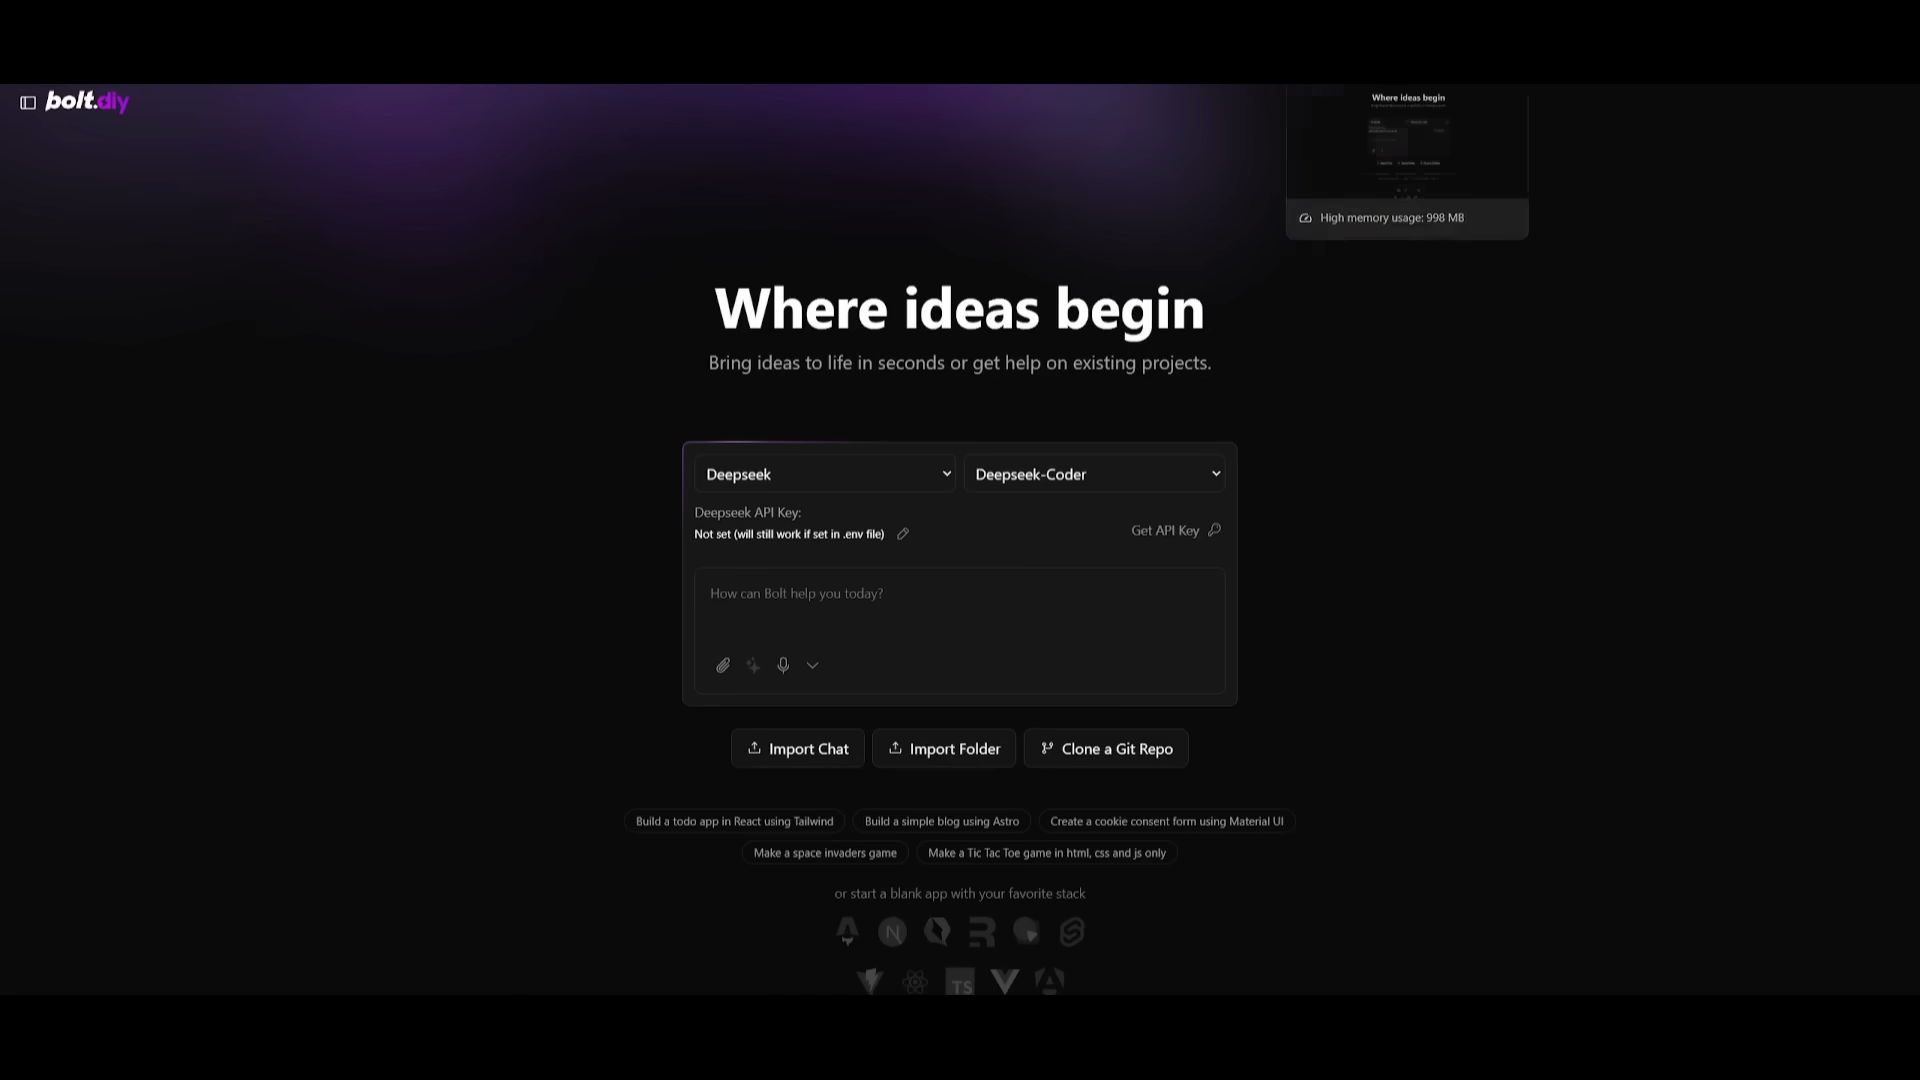 bolt.diy
Where ideas begin
High memory usage: 998 MB
Where ideas begin
Bring ideas to life in seconds or get help on existing projects.
Deepseek
Deepseek-Coder
Deepseek API Key:
Not set (will still work if set in .env file)
Get API Key
How can Bolt help you today?
Import Chat
Import Folder
Clone a Git Repo
Build a todo app in React using Tailwind
Build a simple blog using Astro
Create a cookie consent form using Material UI
Make a space invaders game
Make a Tic Tac Toe game in html, css and js only
or start a blank app with your favorite stack
N
TS